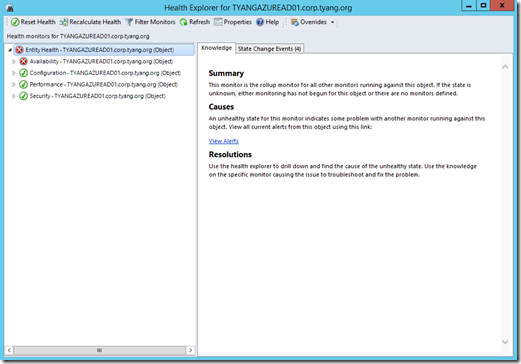 Health Explorer for TYANGAZUREAD01.corp.tyang.org
Reset Health Recalculate Health Filter Monitors Refresh Properties Help Overrides
Health monitors for TYANGAZUREAD01.corp.tyang.org
Entity Health - TYANGAZUREAD01.corp.tyang.org (Object)
Availability - TYANGAZUREAD01.corp.tyang.org (Object)
Configuration - TYANGAZUREAD01.corp.tyang.org (Object)
Performance - TYANGAZUREAD01.corp.tyang.org (Object)
Security - TYANGAZUREAD01.corp.tyang.org (Object)
Knowledge State Change Events (4)
Summary
This monitor is the rollup monitor for all other monitors running against this object. If the state is
unknown, either monitoring has not begun for this object or there are no monitors defined.
Causes
An unhealthy state for this monitor indicates some problem with another monitor running against this
object. View all current alerts from this object using this link:
View Alerts
Resolutions
Use the health explorer to drill down and find the cause of the unhealthy state. Use the knowledge
on the specific monitor causing the issue to troubleshoot and fix the problem.